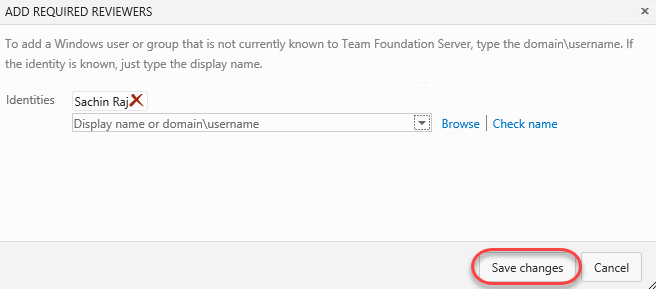 ADD REQUIRED REVIEWERS
To add a Windows user or group that is not currently known to Team Foundation Server, type the domain\username. If
the identity is known, just type the display name.
Identities
Sachin Raj
Display name or domain\username
Browse | Check name
Save changes
Cancel